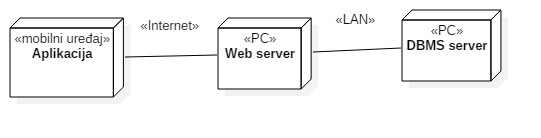 «mobilni uređaj»
Aplikacija
«Internet»
«PC»
Web server
«LAN»
«PC»
DBMS server